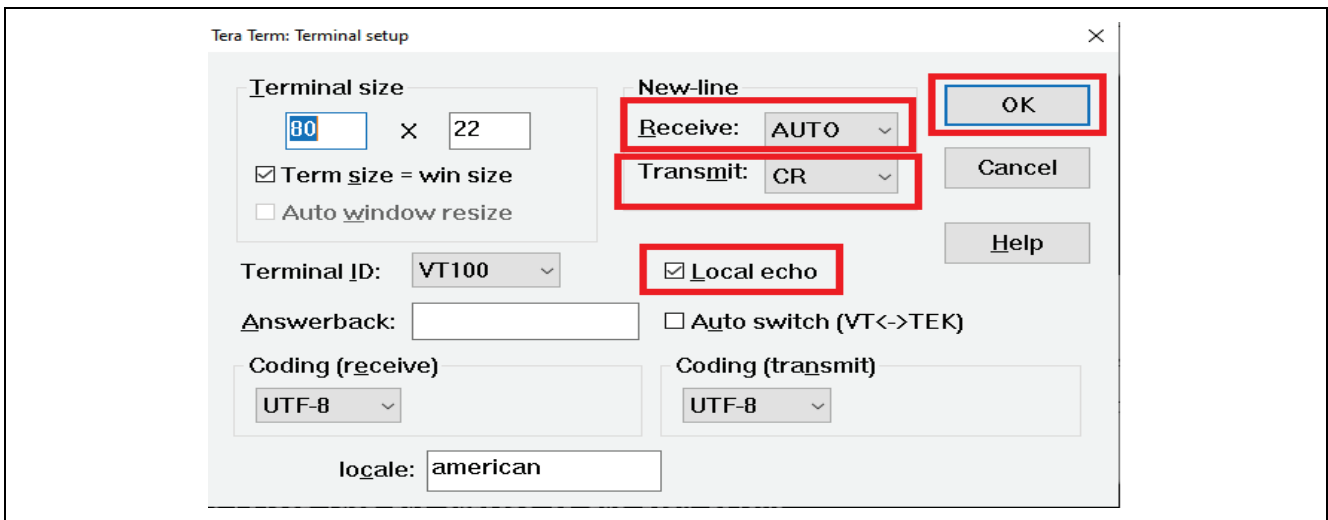 Tera Term: Terminal setup
Terminal size
80 x 22
Term size = win size
Auto window resize
New-line
Receive: AUTO
Transmit: CR
OK
Cancel
Help
Terminal ID: VT100
Local echo
Answerback:
Auto switch (VT<->TEK)
Coding (receive)
UTF-8
Coding (transmit)
UTF-8
locale: american